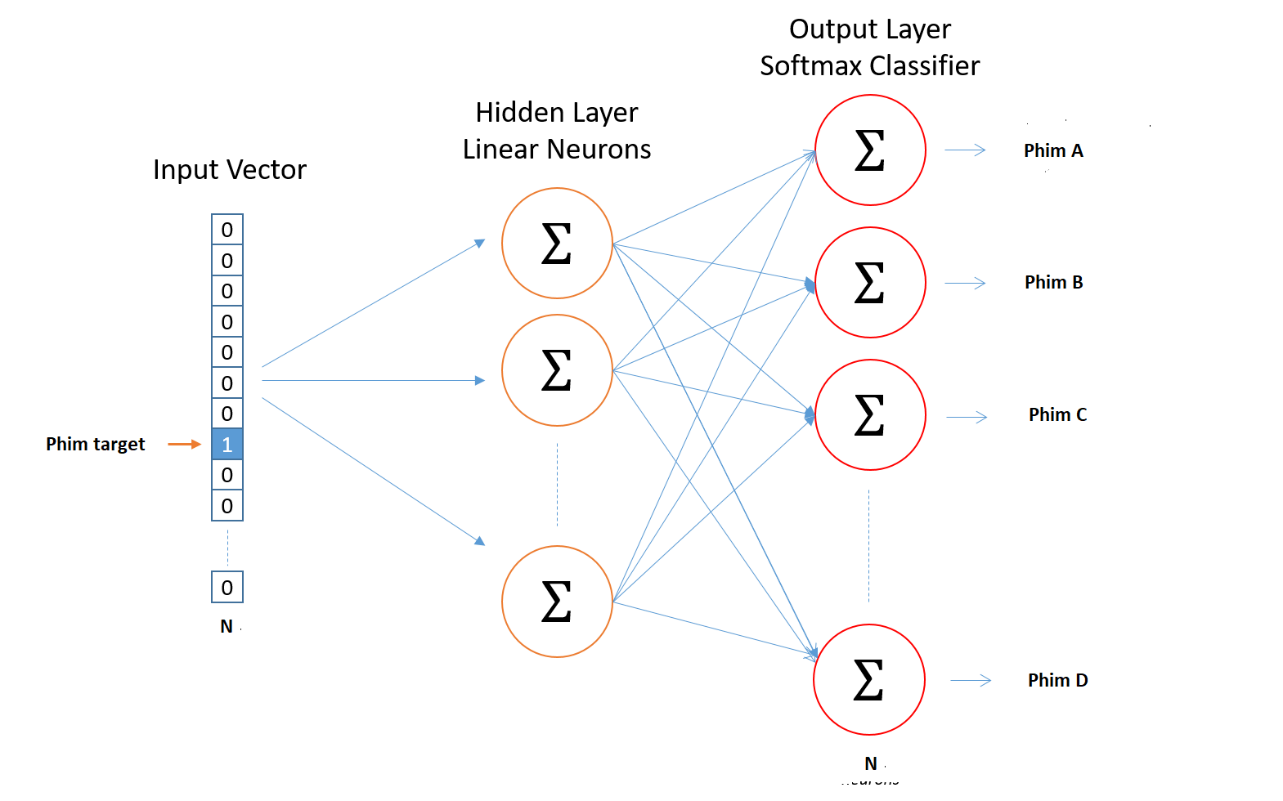 Output Layer
Softmax Classifier
Hidden Layer
Linear Neurons
Input Vector
0
0
0
0
0
0
0
1
0
0
0
N
Phim target
Σ
Σ
Σ
Σ
Σ
Σ
Σ
Phim A
Phim B
Phim C
Phim D
N